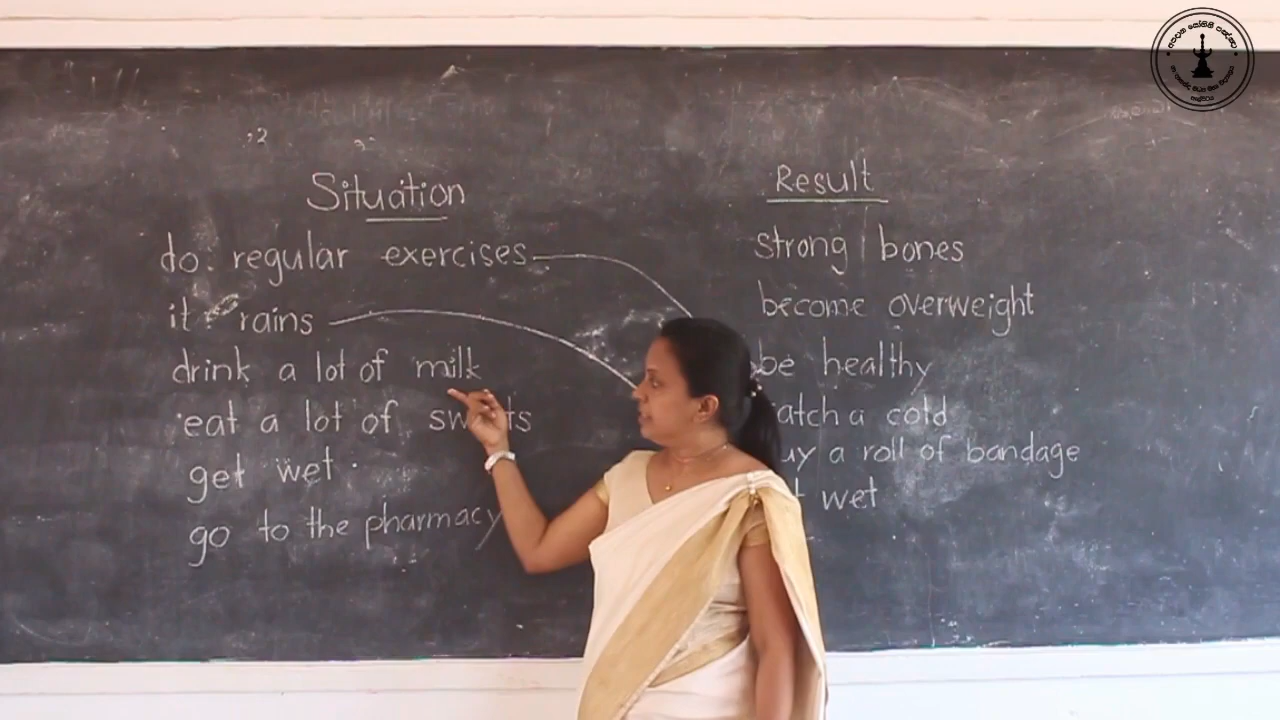 Situation
do regular exercises
it rains
drink a lot of milk
eat a lot of
get wet
go to the pharmacy
Result
strong bones
become overweight
be healthy
a cold
a roll of bandage
wet